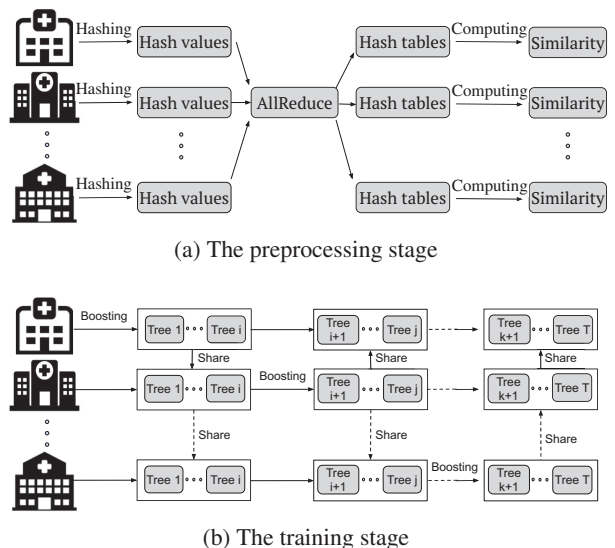 Hashing Hash values Hash tables Computing Similarity
Hashing Hash values AllReduce Hash tables Computing Similarity
Hashing Hash values Hash tables Computing Similarity
(a) The preprocessing stage
Boosting Tree 1 Tree i Tree i+1 Tree j Tree k+1 Tree T
Share Share Share
Tree 1 Tree i Boosting Tree i+1 Tree j Tree k+1 Tree T
Share Share Share
Tree 1 Tree i Tree i+1 Tree j Boosting Tree k+1 Tree T
(b) The training stage